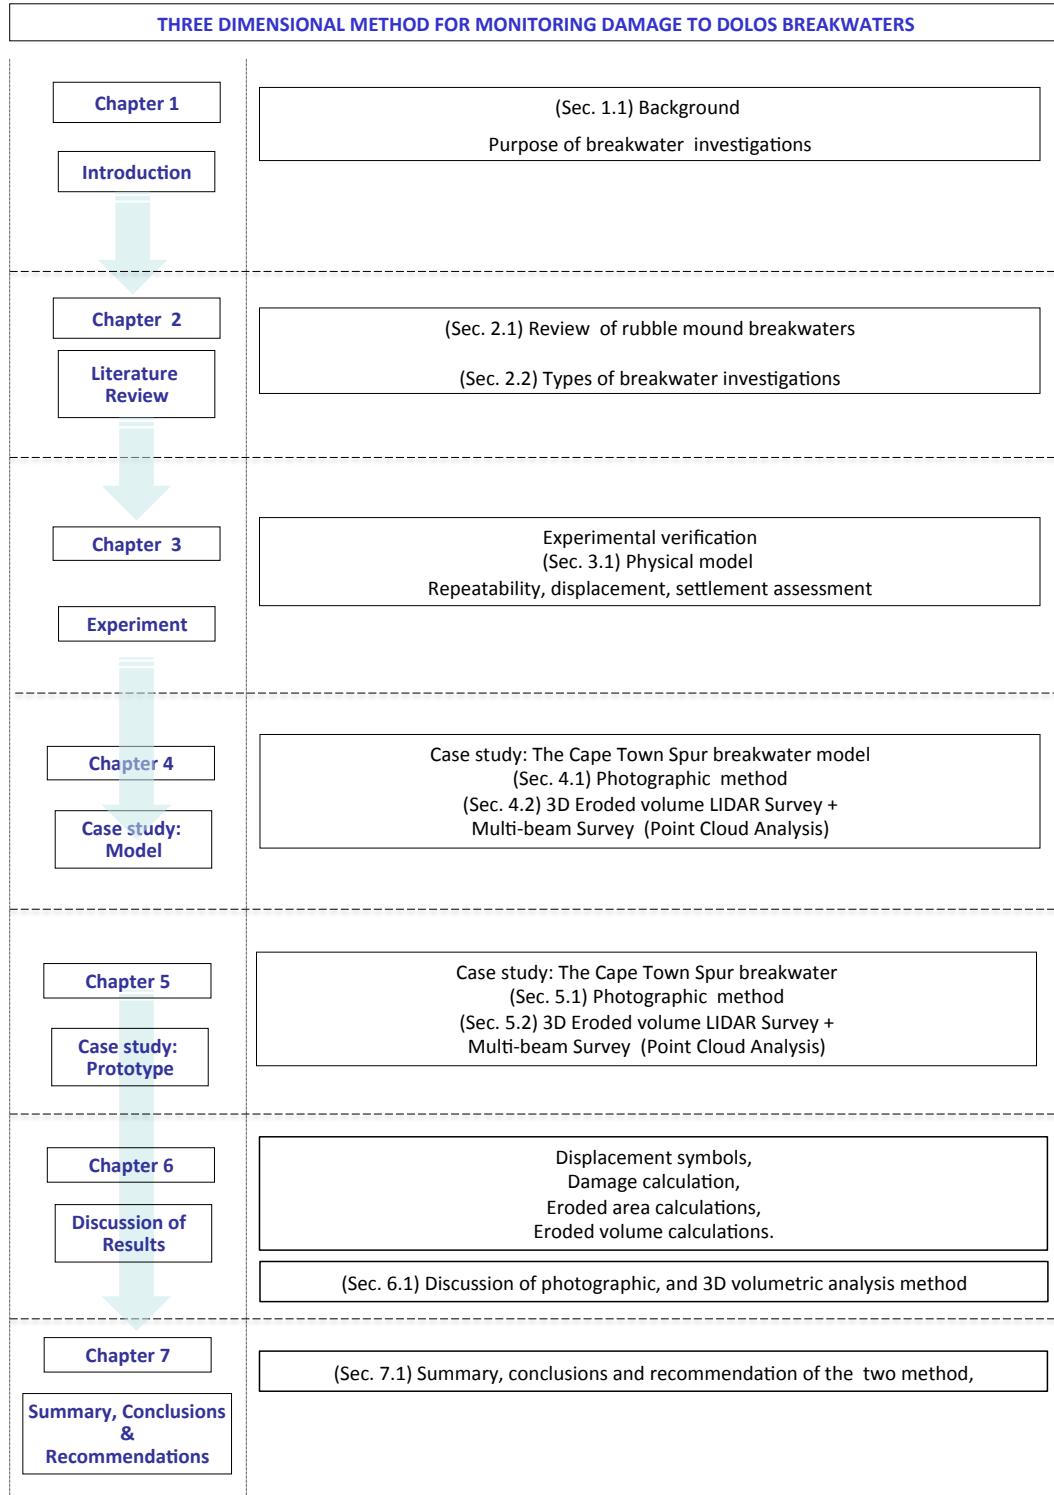 THREE DIMENSIONAL METHOD FOR MONITORING DAMAGE TO DOLOS BREAKWATERS
Chapter 1
Introduction
(Sec. 1.1) Background
Purpose of breakwater investigations
Chapter 2
Literature
Review
(Sec. 2.1) Review of rubble mound breakwaters
(Sec. 2.2) Types of breakwater investigations
Chapter 3
Experiment
Experimental verification
(Sec. 3.1) Physical model
Repeatability, displacement, settlement assessment
Chapter 4
Case study:
Model
Case study: The Cape Town Spur breakwater model
(Sec. 4.1) Photographic method
(Sec. 4.2) 3D Eroded volume LIDAR Survey +
Multi-beam Survey (Point Cloud Analysis)
Chapter 5
Case study:
Prototype
Case study: The Cape Town Spur breakwater
(Sec. 5.1) Photographic method
(Sec. 5.2) 3D Eroded volume LIDAR Survey +
Multi-beam Survey (Point Cloud Analysis)
Chapter 6
Discussion of
Results
Displacement symbols,
Damage calculation,
Eroded area calculations,
Eroded volume calculations.
(Sec. 6.1) Discussion of photographic, and 3D volumetric analysis method
Chapter 7
Summary, Conclusions
&
Recommendations
(Sec. 7.1) Summary, conclusions and recommendation of the two method,